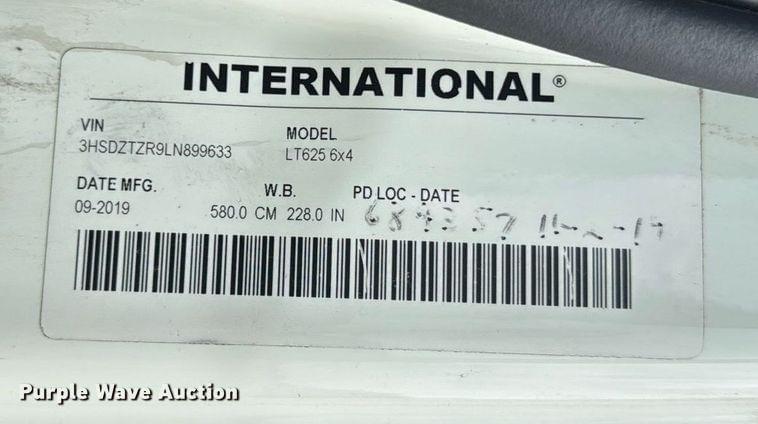 INTERNATIONAL®
VIN MODEL
3HSDZTZR9LN899633 LT625 6x4
DATE MFG. W.B. PD LOC - DATE
09-2019 580.0 CM 228.0 IN
Purple Wave Auction